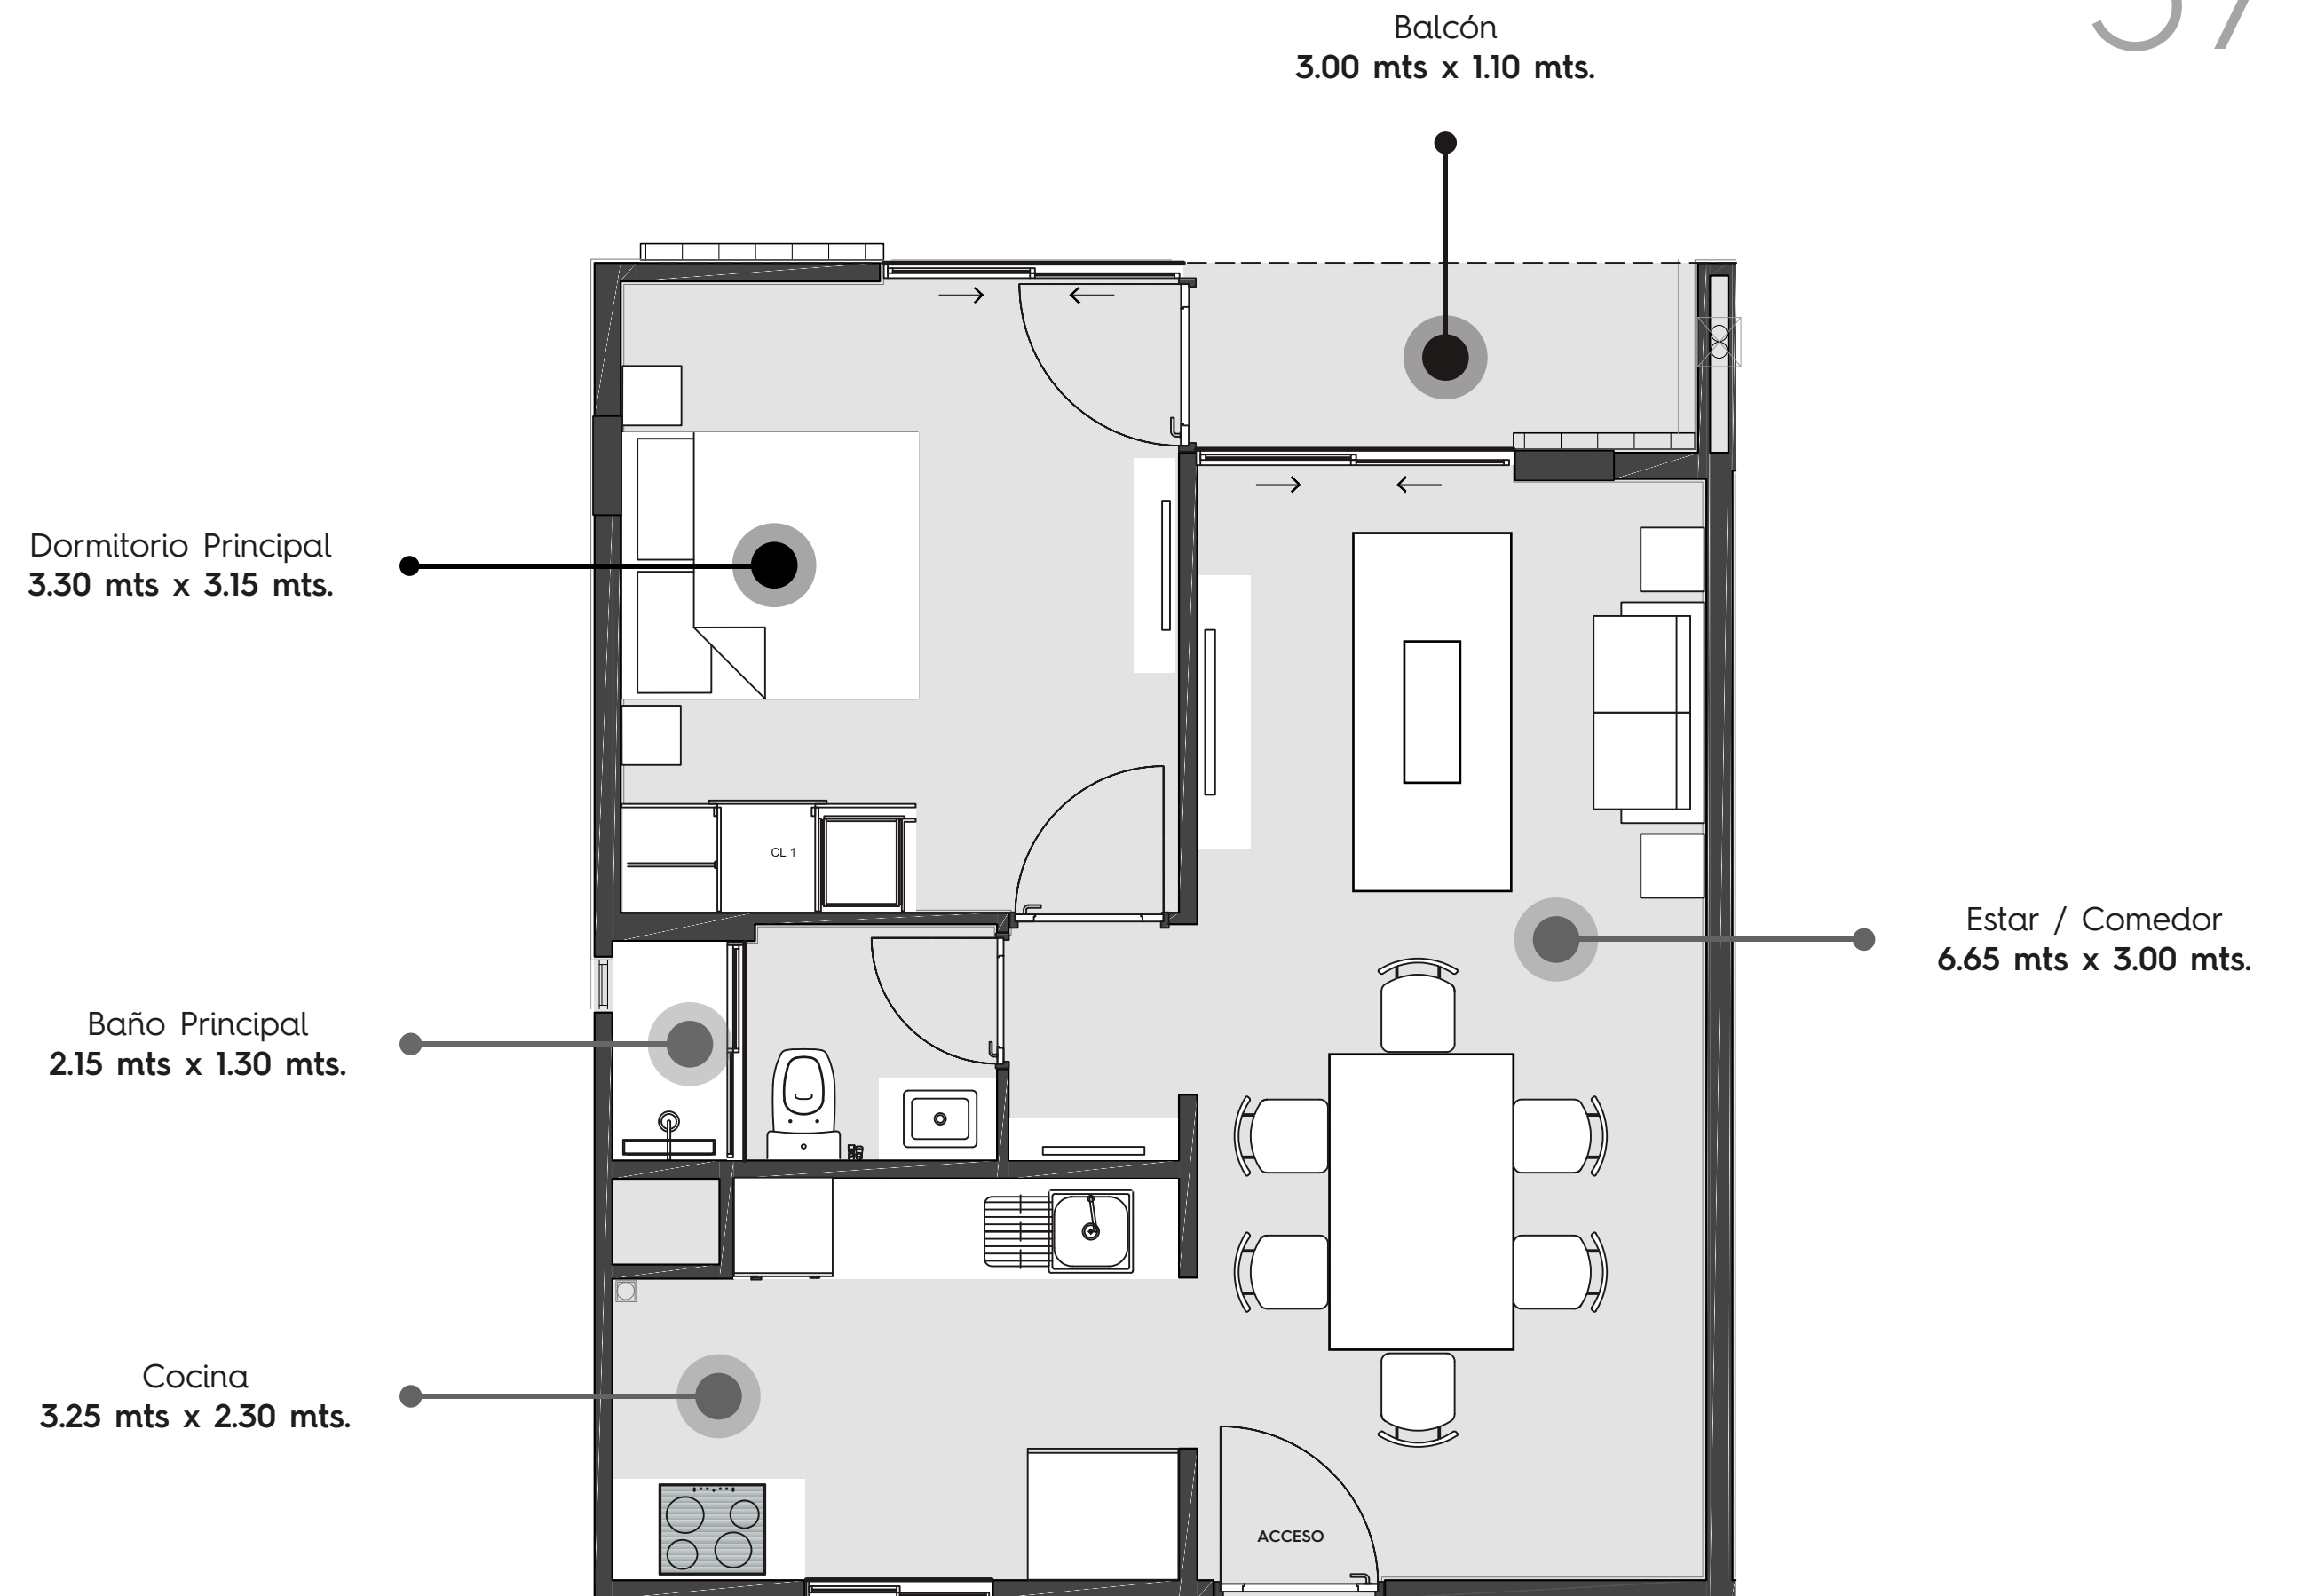 Balcón
3.00 mts x 1.10 mts.
Dormitorio Principal
3.30 mts x 3.15 mts.
CL 1
Estar / Comedor
6.65 mts x 3.00 mts.
Baño Principal
2.15 mts x 1.30 mts.
Cocina
3.25 mts x 2.30 mts.
ACCESO